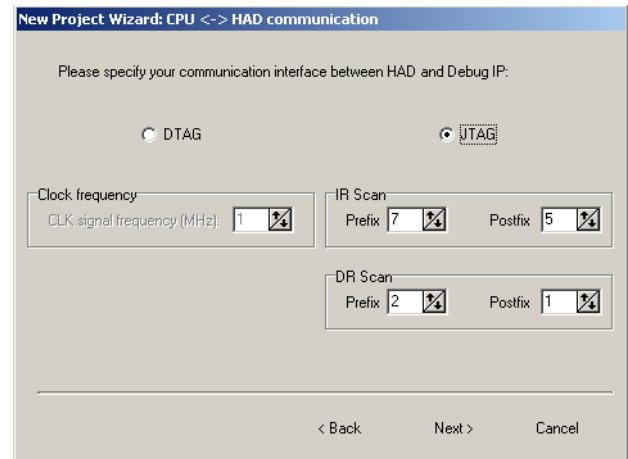 New Project Wizard: CPU <-> HAD communication
Please specify your communication interface between HAD and Debug IP:
DTAG
JTAG
Clock frequency
CLK signal frequency (MHz): 1
IR Scan
Prefix 7 Postfix 5
DR Scan
Prefix 2 Postfix 1
< Back Next > Cancel